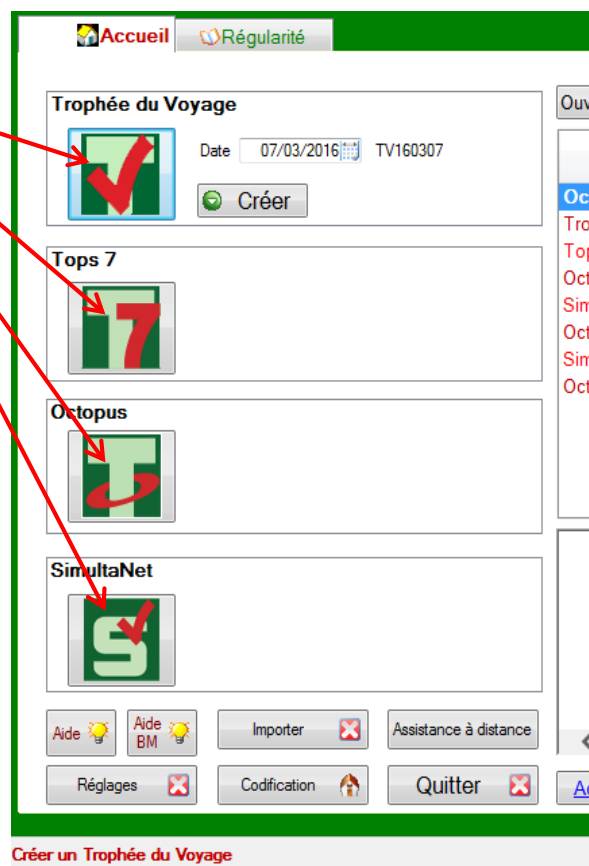 Accueil Régularité
Trophée du Voyage
Date 07/03/2016 TV160307
Créer
Tops 7
T7
Octopus
T
SimultaNet
S
Aide Aide BM Importer Assistance à distance
Réglages Codification Quitter
Créer un Trophée du Voyage